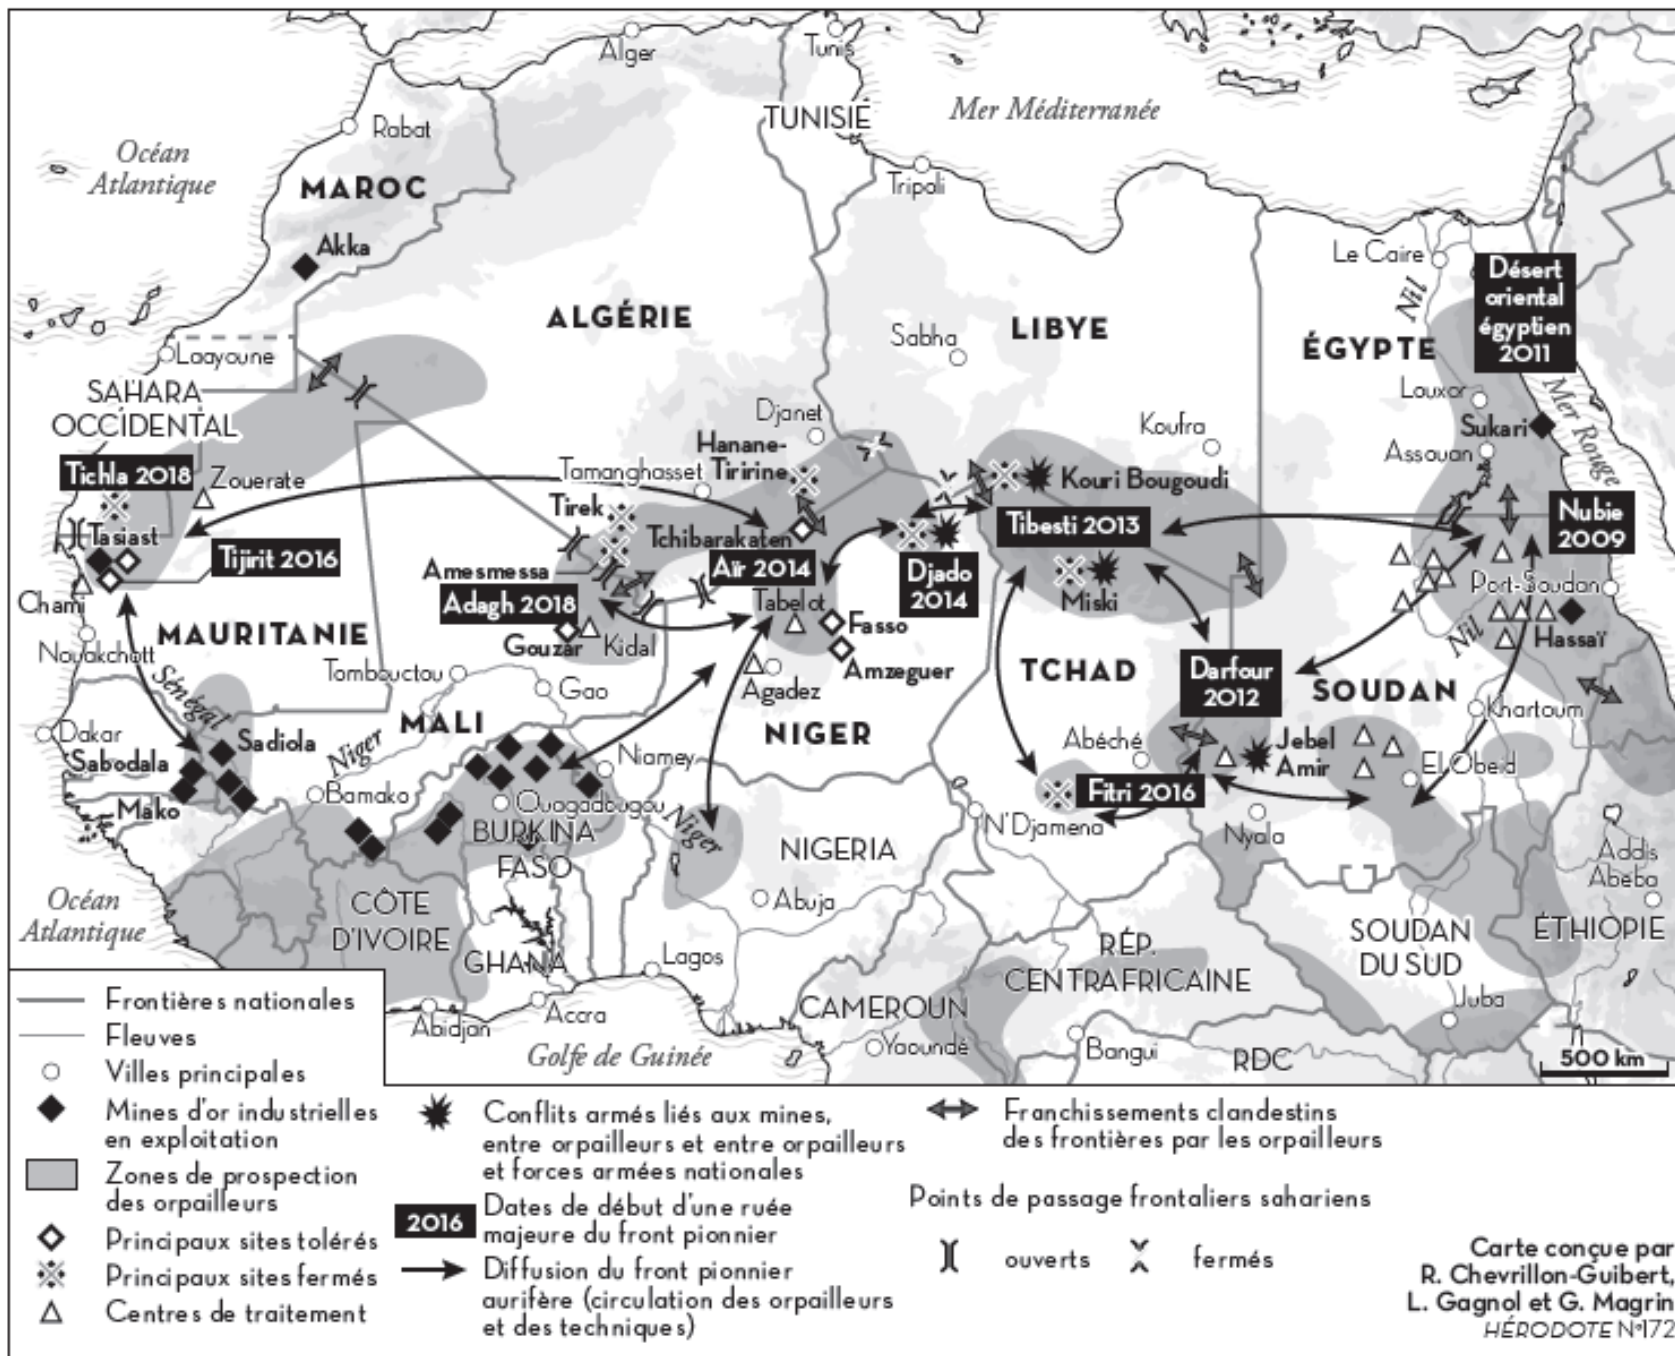 Alger
Tunis
Mer Méditerranée
TUNISIE
Rabat
Océan
Atlantique
Tripoli
MAROC
Akka
Le Caire
Nil
Désert
oriental
égyptien
2011
ALGÉRIE
LIBYE
Sabha
ÉGYPTE
Laayoune
SAHARA
OCCIDENTAL
Louxor
Mer Rouge
Djanet
Koufra
Sukari
Hanane-
Tiririne
Assouan
Tichla 2018
Zouerate
Tamanghasset
Kouri Bougoudi
Tirek
Tasiast
Tchibarakaten
Tibesti 2013
Nubie
2009
Tijirit 2016
Amesmessa
Aïr 2014
Djado
2014
Adagh 2018
Miski
Port-Soudan
Chami
Tabelot
Fasso
MAURITANIE
Gouzar
Kidal
Nil
Hassaï
Nouakchott
Amzeguer
TCHAD
Darfour
2012
SOUDAN
Tombouctou
Agadez
Sénégal
Gao
Khartoum
MALI
NIGER
Dakar
Sadiola
Niger
Niamey
Abéché
Jebel
Amir
Sabodala
El Obeid
Mako
Bamako
Ouagadougou
Fitri 2016
BURKINA
FASO
Niger
N'Djamena
Nyala
NIGERIA
Addis
Abeba
Océan
Atlantique
CÔTE
D'IVOIRE
Abuja
SOUDAN
DU SUD
ÉTHIOPIE
GHANA
Lagos
RÉP.
CENTRAFRICAINE
CAMEROUN
Juba
Abidjan
Accra
Golfe de Guinée
Yaoundé
Bangui
RDC
500 km
Frontières nationales
Fleuves
Villes principales
Mines d'or industrielles
en exploitation
Zones de prospection
des orpailleurs
Principaux sites tolérés
Principaux sites fermés
Centres de traitement
Conflits armés liés aux mines,
entre orpailleurs et entre orpailleurs
et forces armées nationales
2016
Dates de début d'une ruée
majeure du front pionnier
Diffusion du front pionnier
aurifère (circulation des orpailleurs
et des techniques)
Franchissements clandestins
des frontières par les orpailleurs
Points de passage frontaliers sahariens
ouverts
fermés
Carte conçue par
R. Chevrillon-Guibert,
L. Gagnol et G. Magrin
HÉRODOTE N°172